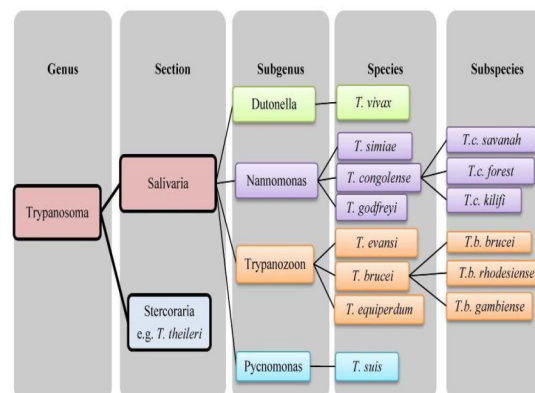 Genus
Section
Subgenus
Species
Subspecies
Trypanosoma
Salivaria
Stercoraria
e.g. T. theileri
Dutonella
Nannomonas
Trypanozoon
Pycnomonas
T. vivax
T. simiae
T. congolense
T. godfreyi
T. evansi
T. brucei
T. equiperdum
T. suis
T.c. savanah
T.c. forest
T.c. kilifi
T.b. brucei
T.b. rhodesiense
T.b. gambiense